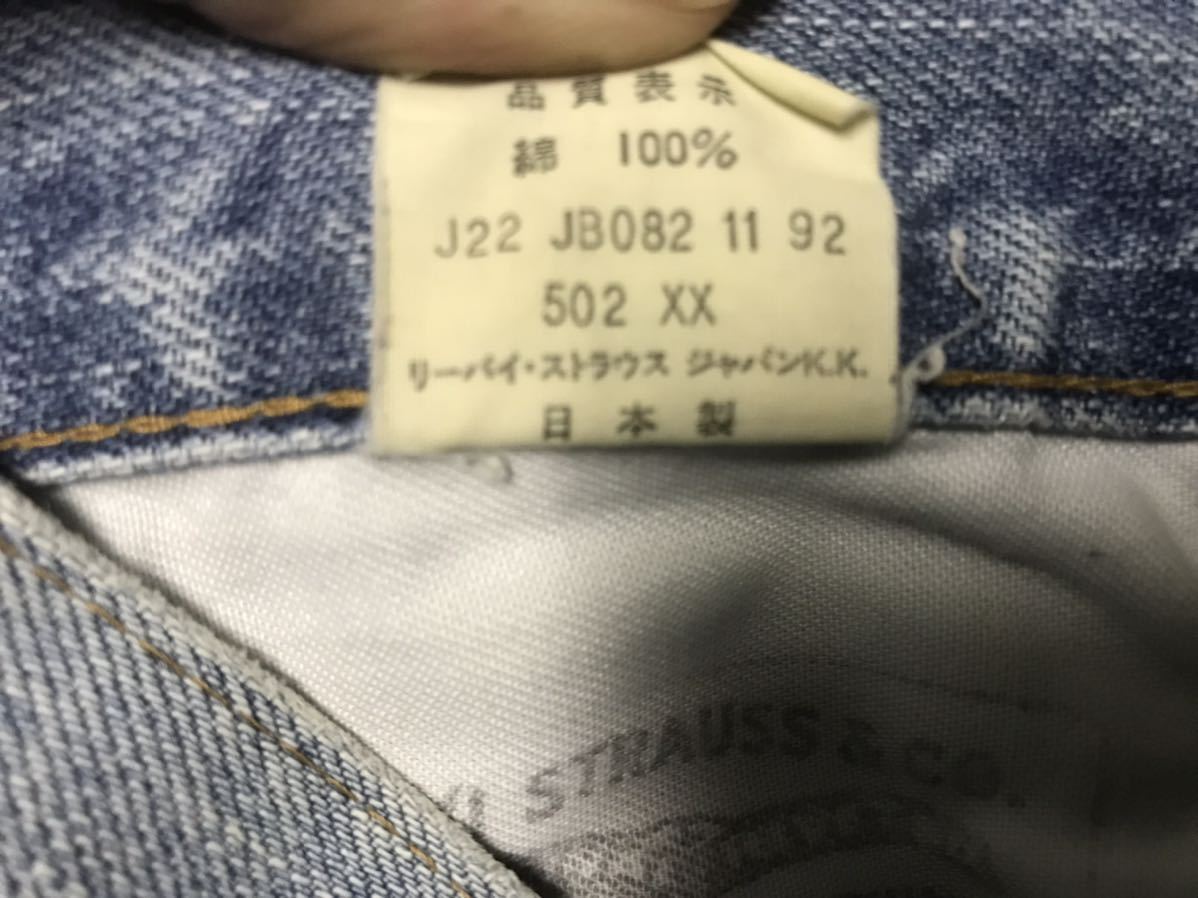 品質表示
綿 100%
J22 JB082 11 92
502 XX
リーバイ・ストラウス ジャパンK.K.
日本製
STRAUSS & CO.